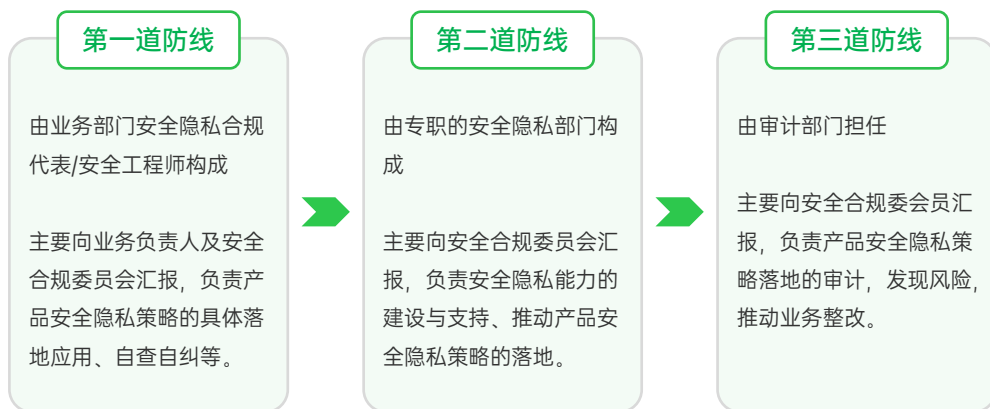 第一道防线
由业务部门安全隐私合规
代表/安全工程师构成
主要向业务负责人及安全
合规委员会汇报，负责产
品安全隐私策略的具体落
地应用、自查自纠等。
第二道防线
由专职的安全隐私部门构
成
主要向安全合规委员会汇
报，负责安全隐私能力的
建设与支持、推动产品安
全隐私策略的落地。
第三道防线
由审计部门担任
主要向安全合规委会员汇
报，负责产品安全隐私策
略落地的审计，发现风险，
推动业务整改。